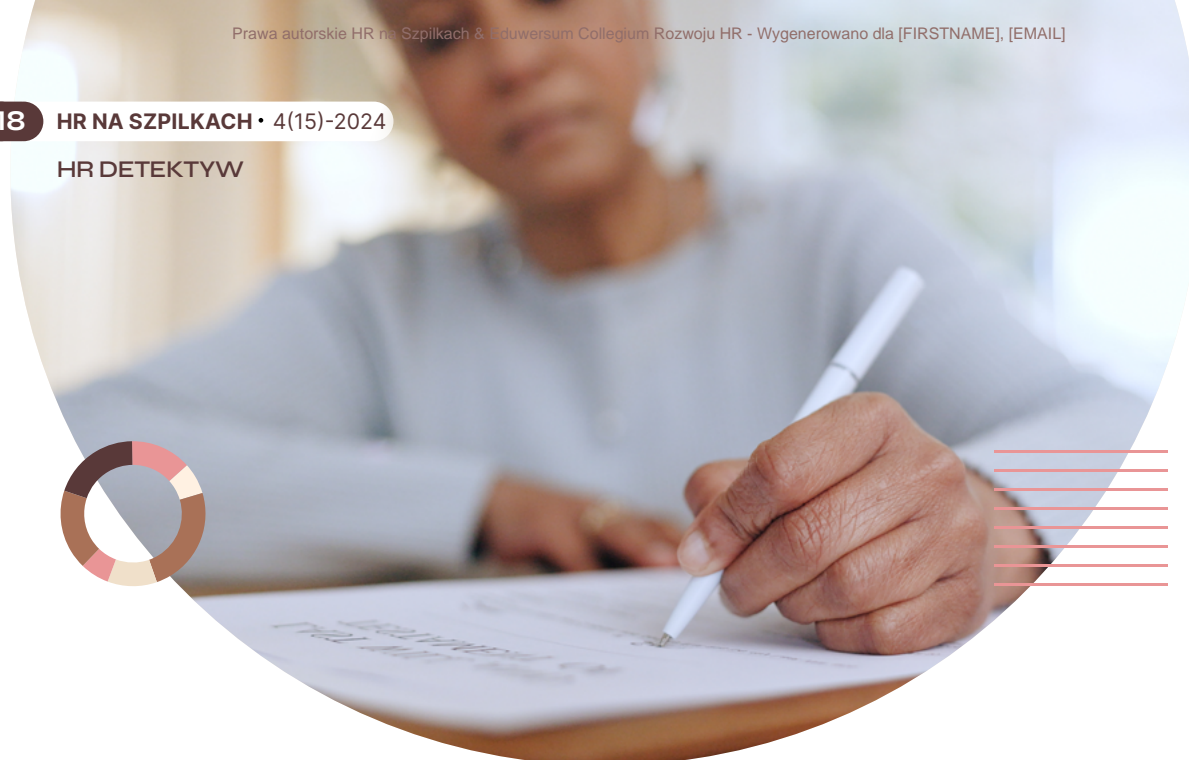 Prawa autorskie HR na Szpilkach & Eduwersum Collegium Rozwoju HR - Wygenerowano dla [FIRSTNAME], [EMAIL]
18 HR NA SZPILKACH • 4(15)-2024
HR DETEKTYW